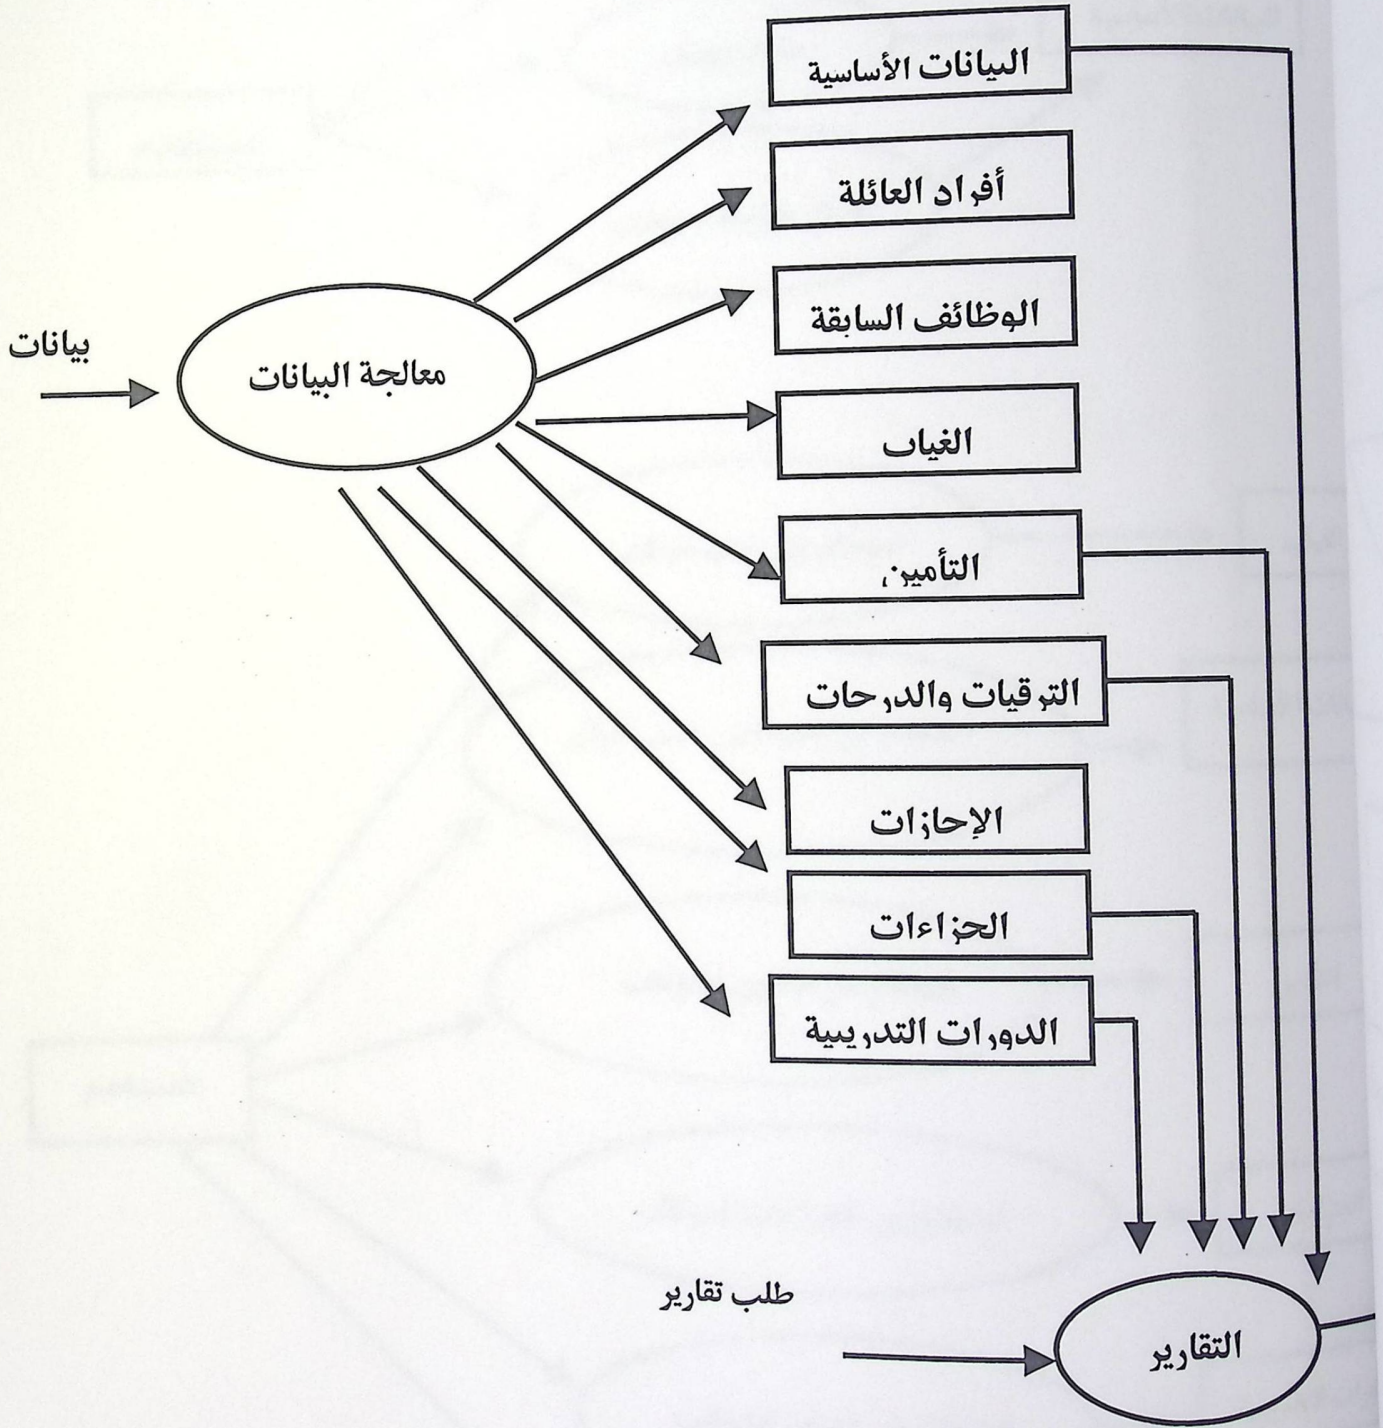 البيانات الأساسية
أفراد العائلة
الوظائف السابقة
بيانات
معالجة البيانات
الغياب
التأمين
الترقيات والدرجات
الإجازات
الجزاءات
الدورات التدريبية
طلب تقارير
التقارير